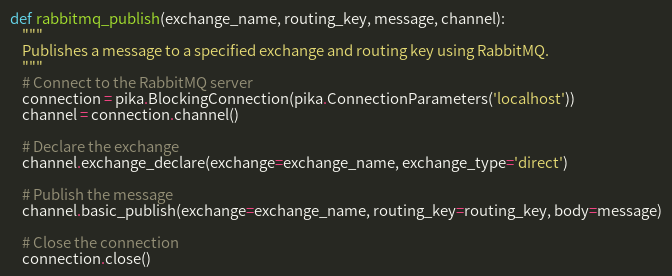 def rabbitmq_publish(exchange_name, routing_key, message, channel):
    """
    Publishes a message to a specified exchange and routing key using RabbitMQ.
    """
    # Connect to the RabbitMQ server
    connection = pika.BlockingConnection(pika.ConnectionParameters('localhost'))
    channel = connection.channel()

    # Declare the exchange
    channel.exchange_declare(exchange=exchange_name, exchange_type='direct')

    # Publish the message
    channel.basic_publish(exchange=exchange_name, routing_key=routing_key, body=message)

    # Close the connection
    connection.close()